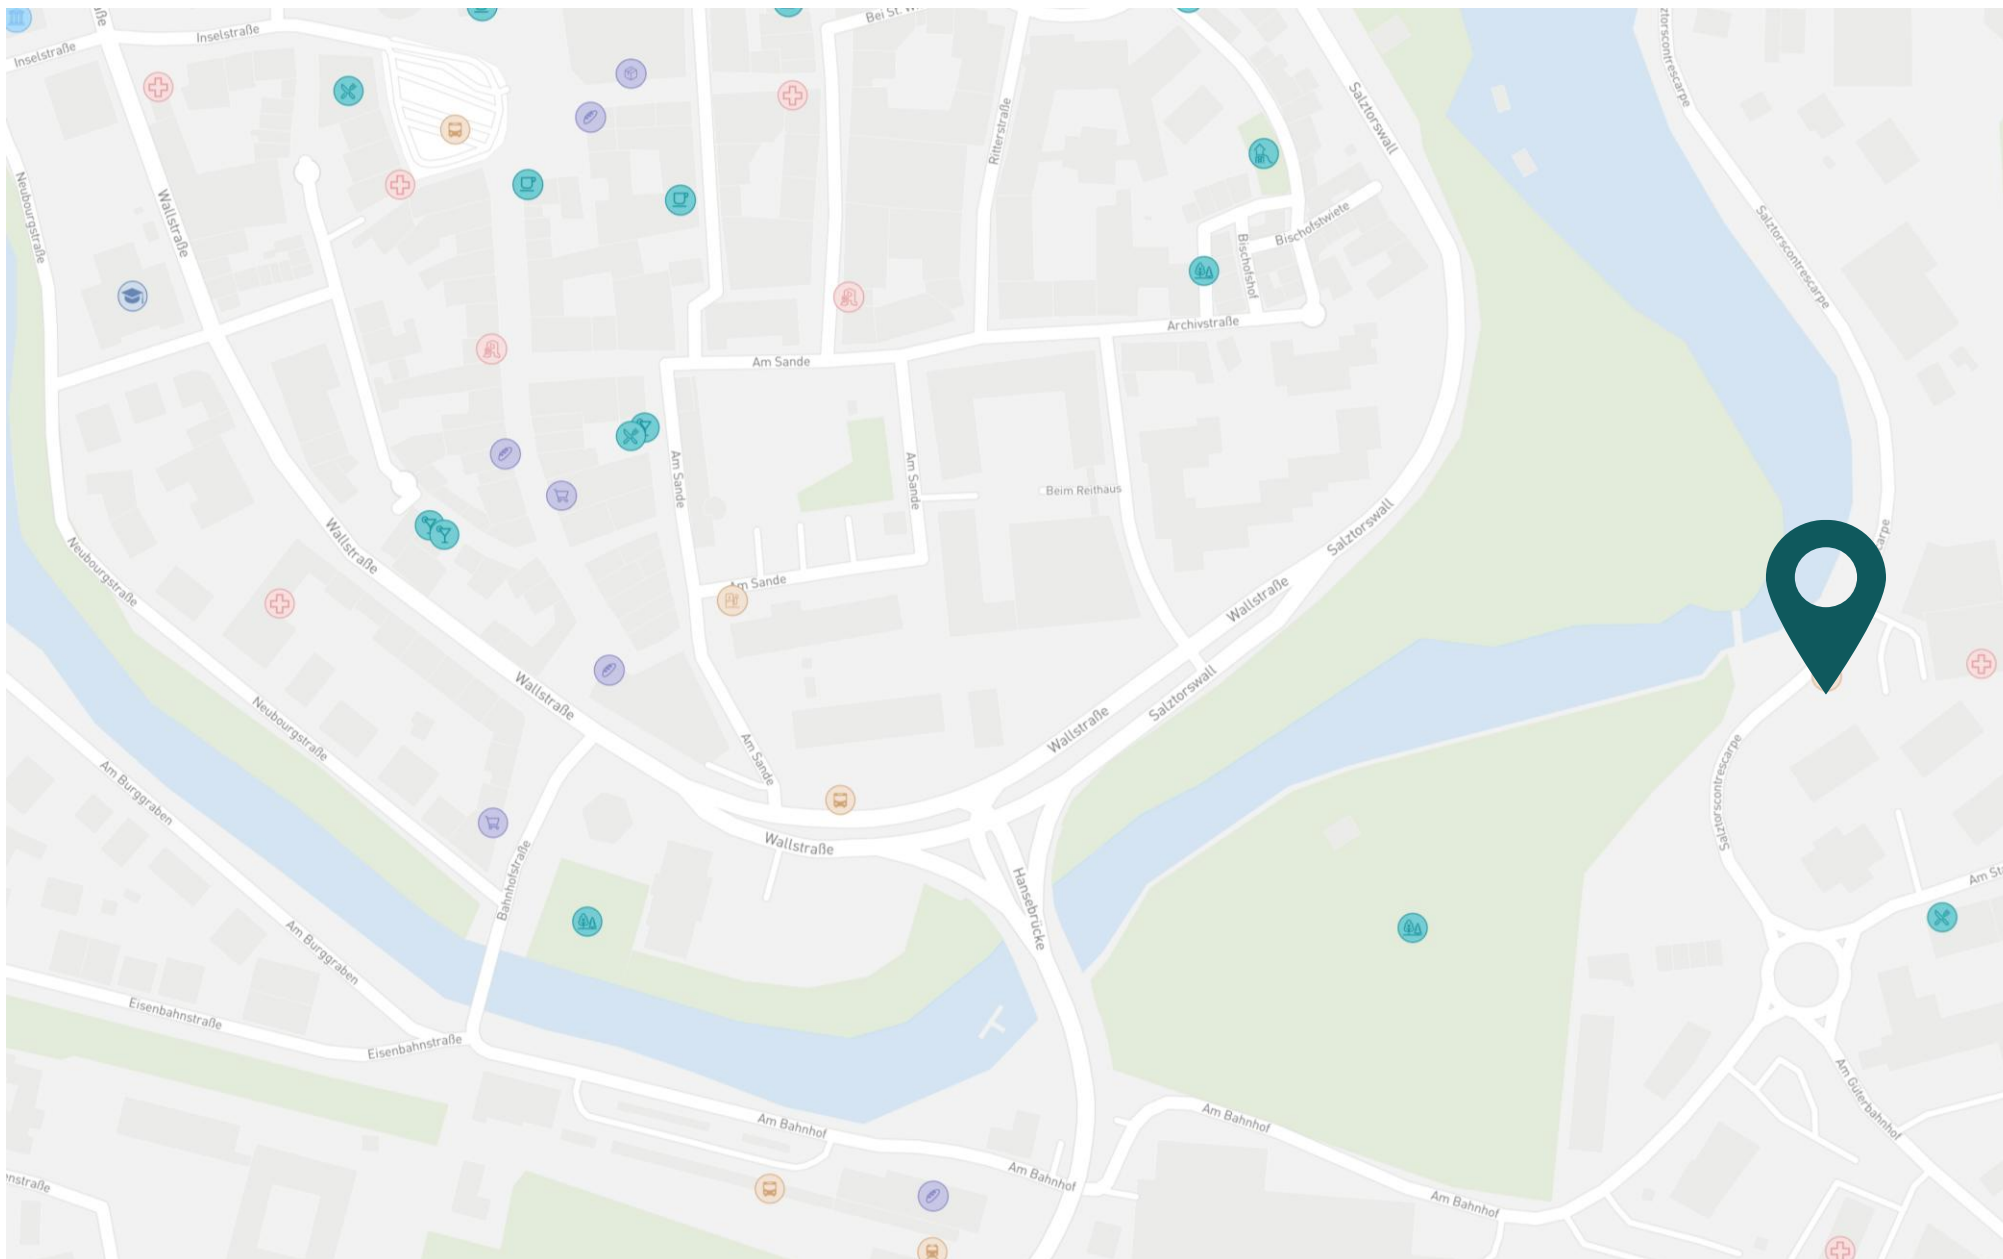 Bei St.
Inselstraße
Inselstraße
Salztorscontrescarpe
Neubourgstraße
Wallstraße
Ritterstraße
Salztorswall
Bischofstwiete
Bischofshof
Salztorscontrescarpe
Archivstraße
Am Sande
Am Sande
Am Sande
Beim Reithaus
Salztorswall
Wallstraße
Neubourgstraße
Am Sande
Wallstraße
Wallstraße
Salztorswall
Wallstraße
Neubourgstraße
Am Sande
Am Burggraben
Salztorscontrescarpe
Wallstraße
Bahnhofstraße
Hansebrücke
Am
Am Burggraben
Eisenbahnstraße
Eisenbahnstraße
Am Bahnhof
Am Bahnhof
Am Güterbahnhof
Am Bahnhof
Am Bahnhof